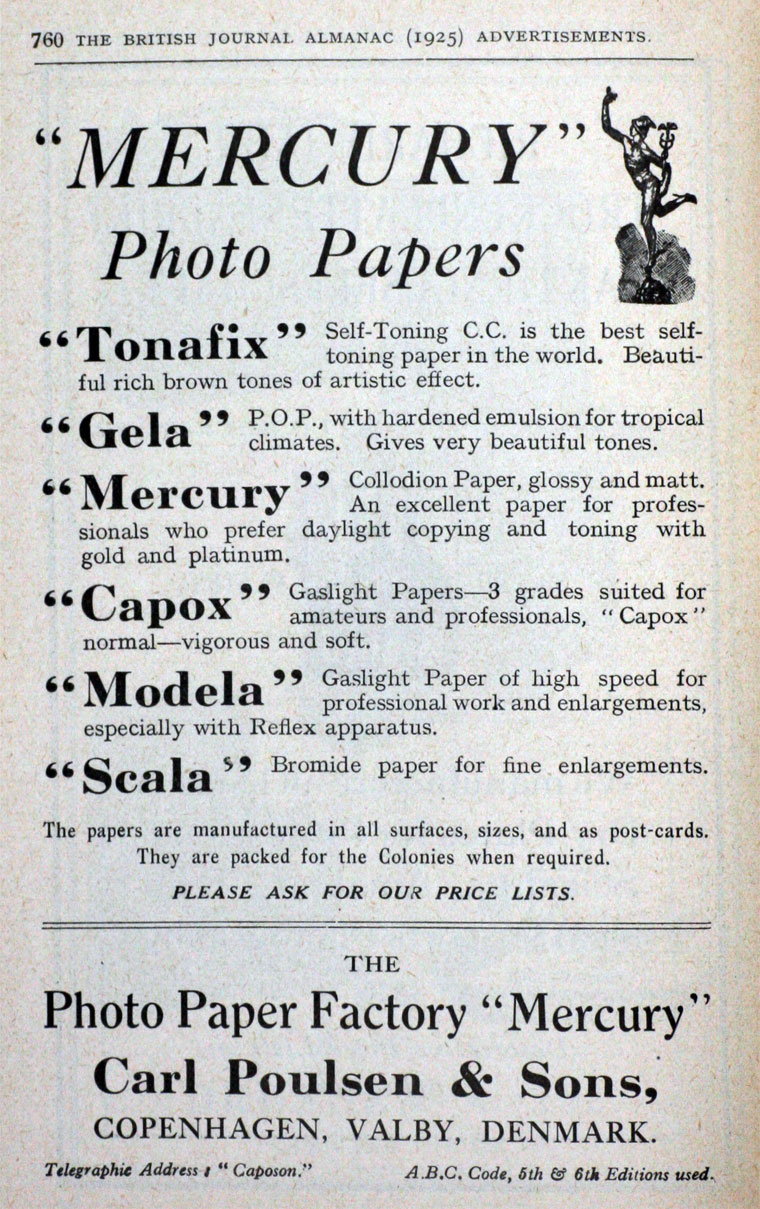 760 THE BRITISH JOURNAL ALMANAC (1925) ADVERTISEMENTS.
"MERCURY"
Photo Papers
"Tonafix" Self-Toning C.C. is the best self-
toning paper in the world. Beauti-
ful rich brown tones of artistic effect.
"Gela" P.O.P., with hardened emulsion for tropical
climates. Gives very beautiful tones.
"Mercury" Collodion Paper, glossy and matt.
An excellent paper for profes-
sionals who prefer daylight copying and toning with
gold and platinum.
"Capox" Gaslight Papers—3 grades suited for
amateurs and professionals, "Capox"
normal—vigorous and soft.
"Modela" Gaslight Paper of high speed for
professional work and enlargements,
especially with Reflex apparatus.
"Scala" Bromide paper for fine enlargements.
The papers are manufactured in all surfaces, sizes, and as post-cards.
They are packed for the Colonies when required.
PLEASE ASK FOR OUR PRICE LISTS.
THE
Photo Paper Factory "Mercury"
Carl Poulsen & Sons,
COPENHAGEN, VALBY, DENMARK.
Telegraphic Address: "Caposon." A.B.C. Code, 5th & 6th Editions used.